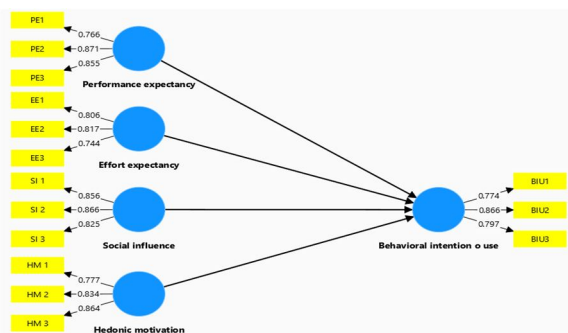 PE1
0.766
PE2
0.871
0.855
PE3
Performance expectancy
EE1
0.806
EE2
0.817
0.744
EE3
Effort expectancy
SI 1
0.856
SI 2
0.866
0.825
SI 3
Social influence
HM 1
0.777
HM 2
0.834
0.864
HM 3
Hedonic motivation
0.774
BIU1
0.866
BIU2
0.797
BIU3
Behavioral intention o use